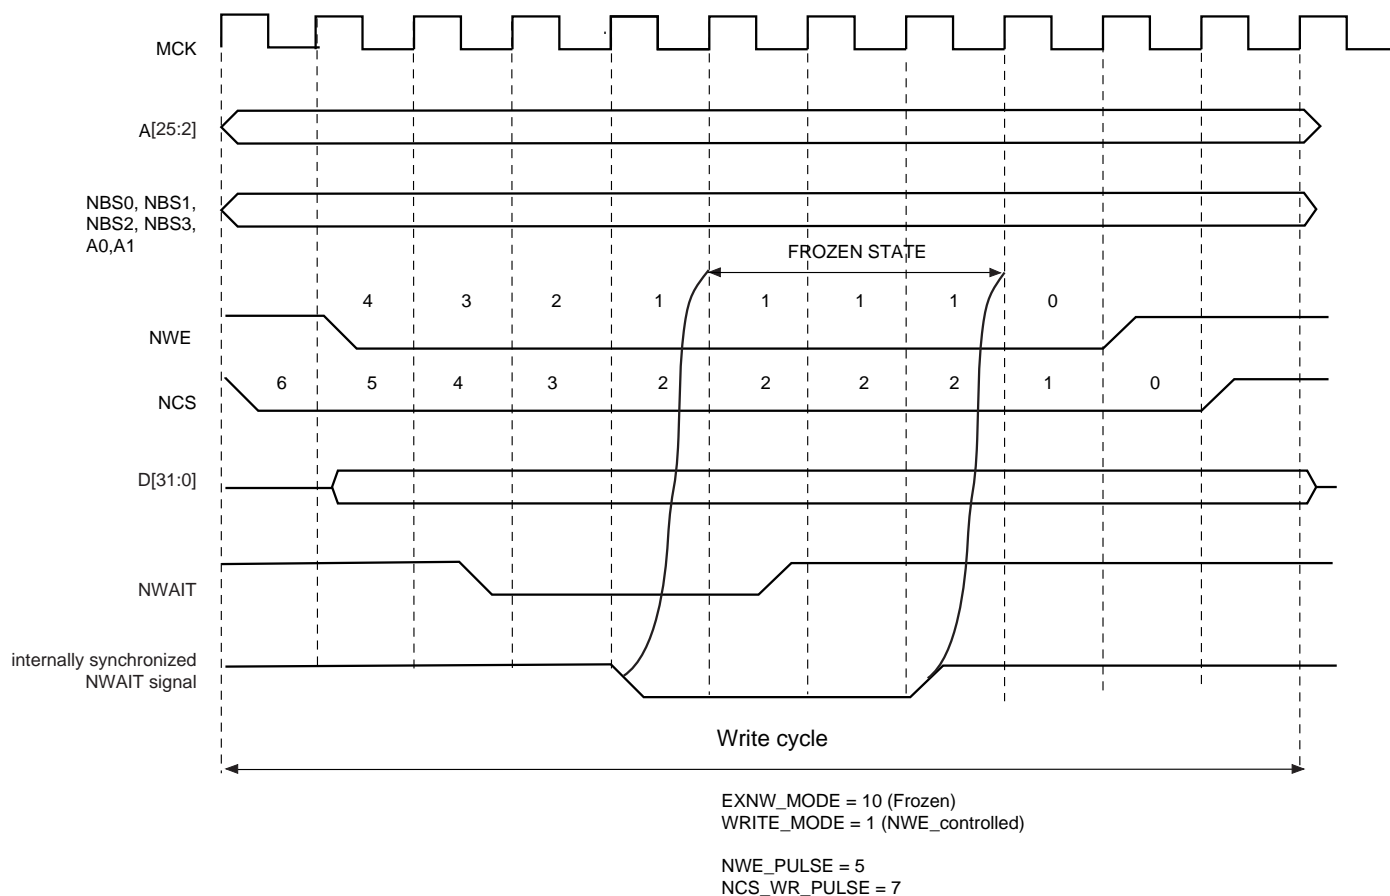 MCK
A[25:2]
NBS0, NBS1,
NBS2, NBS3,
A0,A1
FROZEN STATE
4 3 2 1 1 1 1 0
NWE
6 5 4 3 2 2 2 2 1 0
NCS
D[31:0]
NWAIT
internally synchronized
NWAIT signal
Write cycle
EXNW_MODE = 10 (Frozen)
WRITE_MODE = 1 (NWE_controlled)
NWE_PULSE = 5
NCS_WR_PULSE = 7